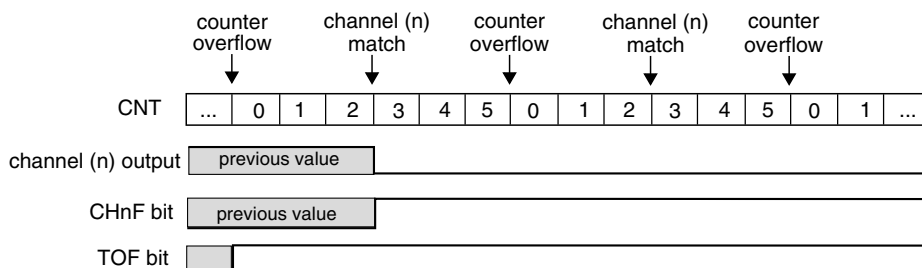 counter overflow
channel (n) match
counter overflow
channel (n) match
counter overflow
CNT ... 0 1 2 3 4 5 0 1 2 3 4 5 0 1 ...
channel (n) output previous value
CHnF bit previous value
TOF bit